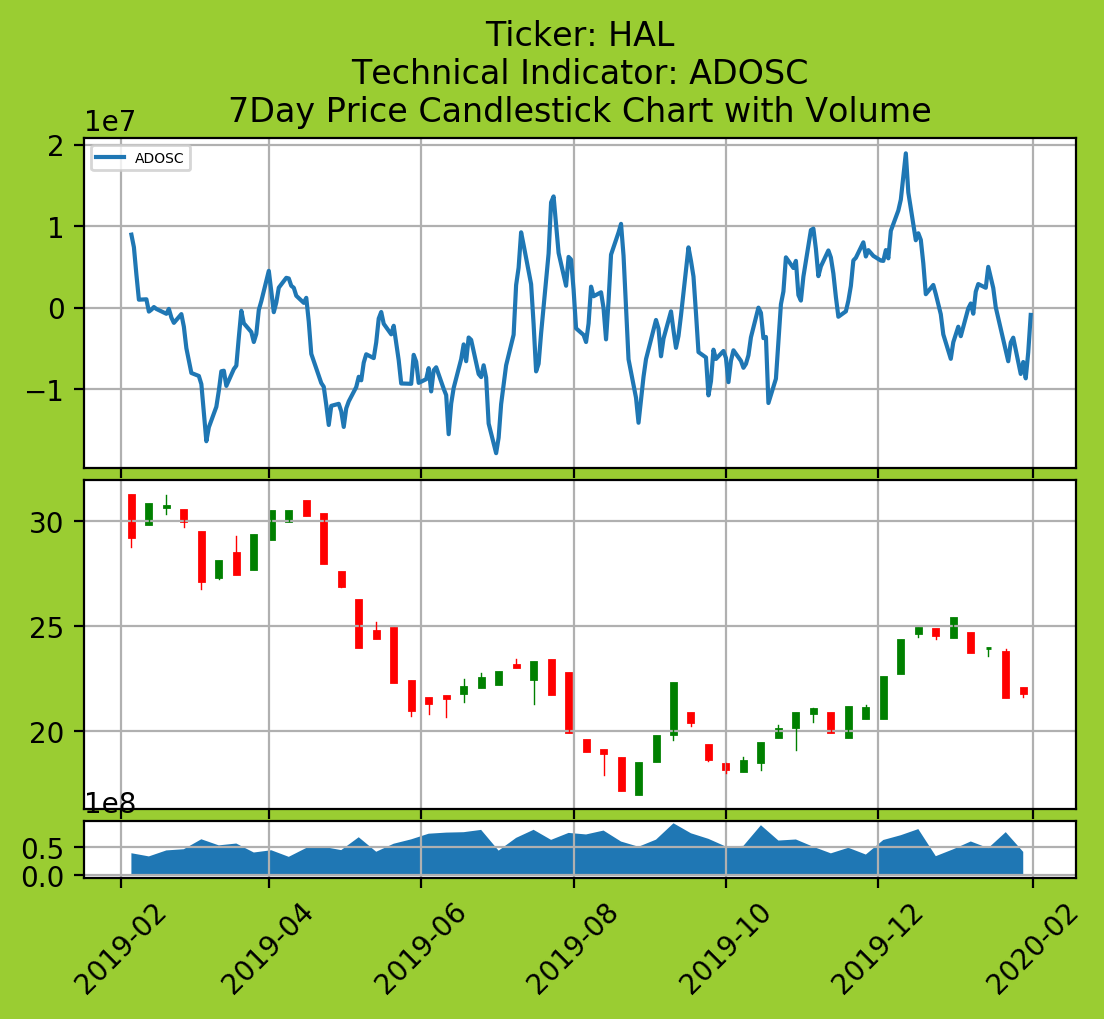 Ticker: HAL
Technical Indicator: ADOSC
7Day Price Candlestick Chart with Volume
1e7
ADOSC
2
1
0
−1
30
25
20
1e8
0.5
0.0
2019-02
2019-04
2019-06
2019-08
2019-10
2019-12
2020-02